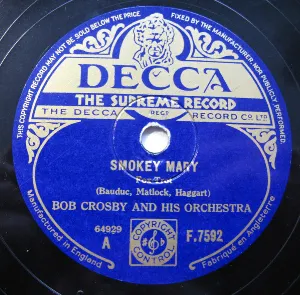 THIS COPYRIGHT RECORD MAY NOT BE SOLD BELOW THE PRICE FIXED BY THE MANUFACTURER NOR PUBLICLY PERFORMED.
DECCA
THE SUPREME RECORD
THE DECCA REGD RECORD CO. LTD
SMOKEY MARY
Fox Trot
(Bauduc, Matlock, Haggart)
BOB CROSBY AND HIS ORCHESTRA
64929
A
F.7592
COPYRIGHT
CONTROL
Manufactured in England
Fabriqué en Angleterre